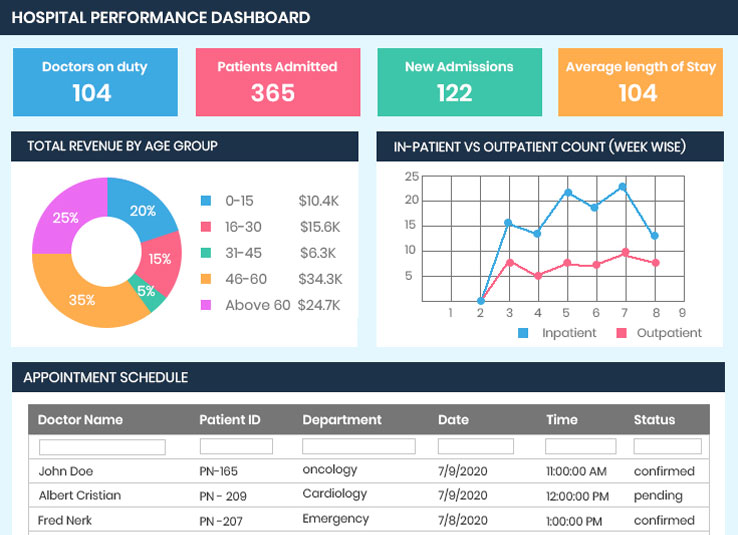 HOSPITAL PERFORMANCE DASHBOARD
Doctors on duty
104
Patients Admitted
365
New Admissions
122
Average length of Stay
104
TOTAL REVENUE BY AGE GROUP
20%
15%
5%
35%
25%
0-15 $10.4K
16-30 $15.6K
31-45 $6.3K
46-60 $34.3K
Above 60 $24.7K
IN-PATIENT VS OUTPATIENT COUNT (WEEK WISE)
25
20
15
10
5
1 2 3 4 5 6 7 8 9
Inpatient Outpatient
APPOINTMENT SCHEDULE
Doctor Name Patient ID Department Date Time Status
John Doe PN-165 oncology 7/9/2020 11:00:00 AM confirmed
Albert Cristian PN - 209 Cardiology 7/9/2020 12:00:00 PM pending
Fred Nerk PN -207 Emergency 7/8/2020 1:00:00 PM confirmed